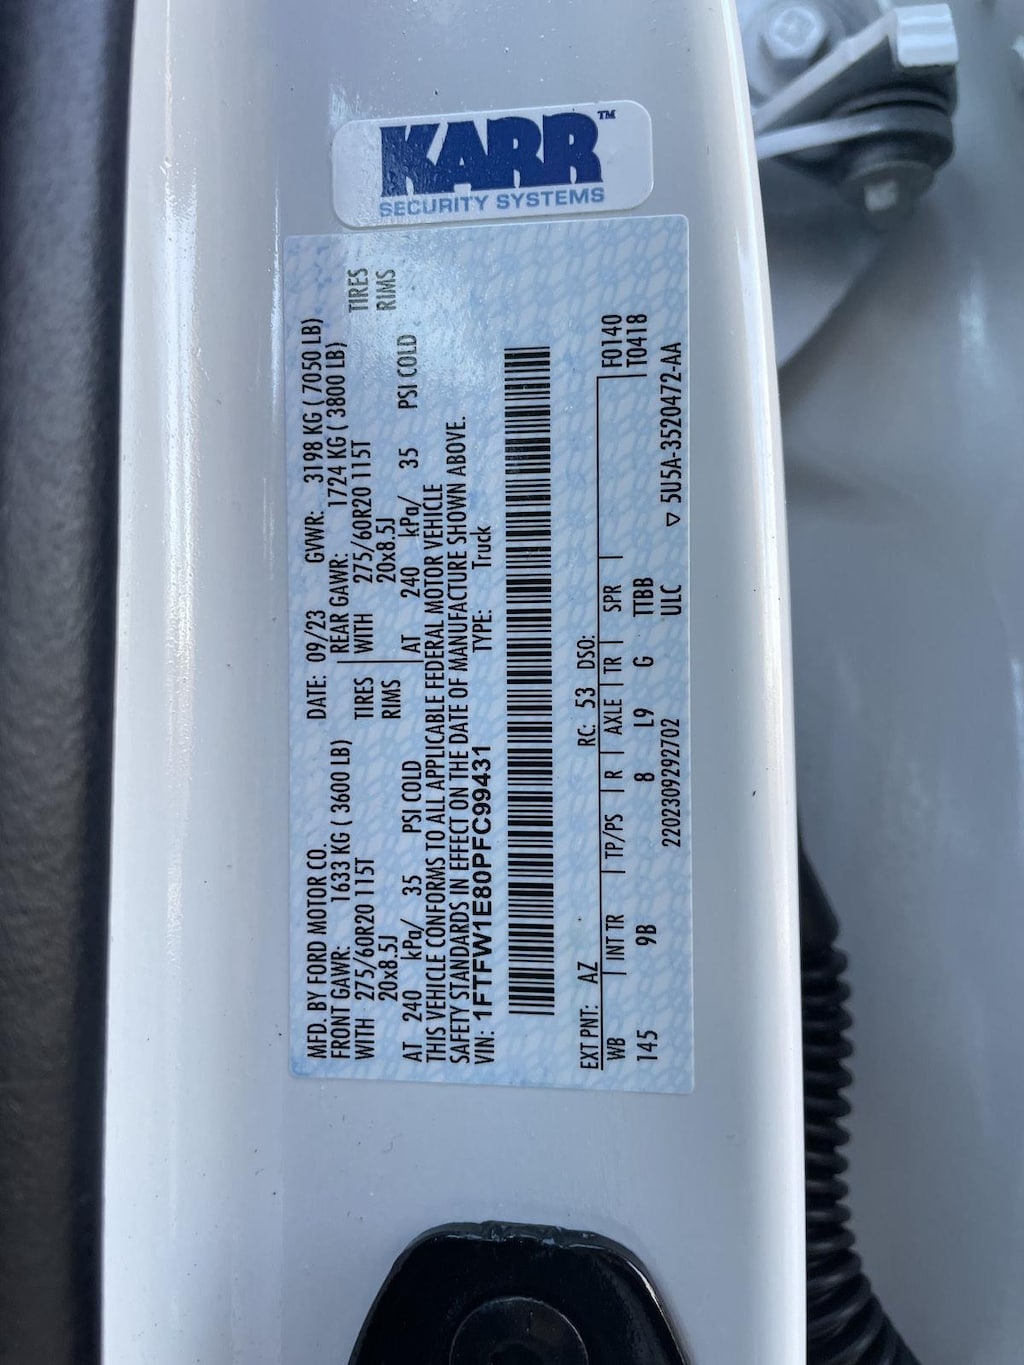 KARR™
SECURITY SYSTEMS
MFD. BY FORD MOTOR CO. DATE: 09/23 GVWR: 3198 KG ( 7050 LB)
FRONT GAWR: 1633 KG ( 3600 LB) REAR GAWR: 1724 KG ( 3800 LB)
WITH 275/60R20 115T TIRES WITH 275/60R20 115T TIRES
20x8.5J RIMS 20x8.5J RIMS
AT 240 kPa/ 35 PSI COLD AT 240 kPa/ 35 PSI COLD
THIS VEHICLE CONFORMS TO ALL APPLICABLE FEDERAL MOTOR VEHICLE
SAFETY STANDARDS IN EFFECT ON THE DATE OF MANUFACTURE SHOWN ABOVE.
VIN: 1FTFW1E80PFC99431 TYPE: Truck
EXT PNT: AZ RC: 53 DSO: F0140
WB INT TR TP/PS R AXLE TR SPR T0418
145 9B 8 L9 G TTBB
2202309292702 ULC ▽ 5U5A-3520472-AA